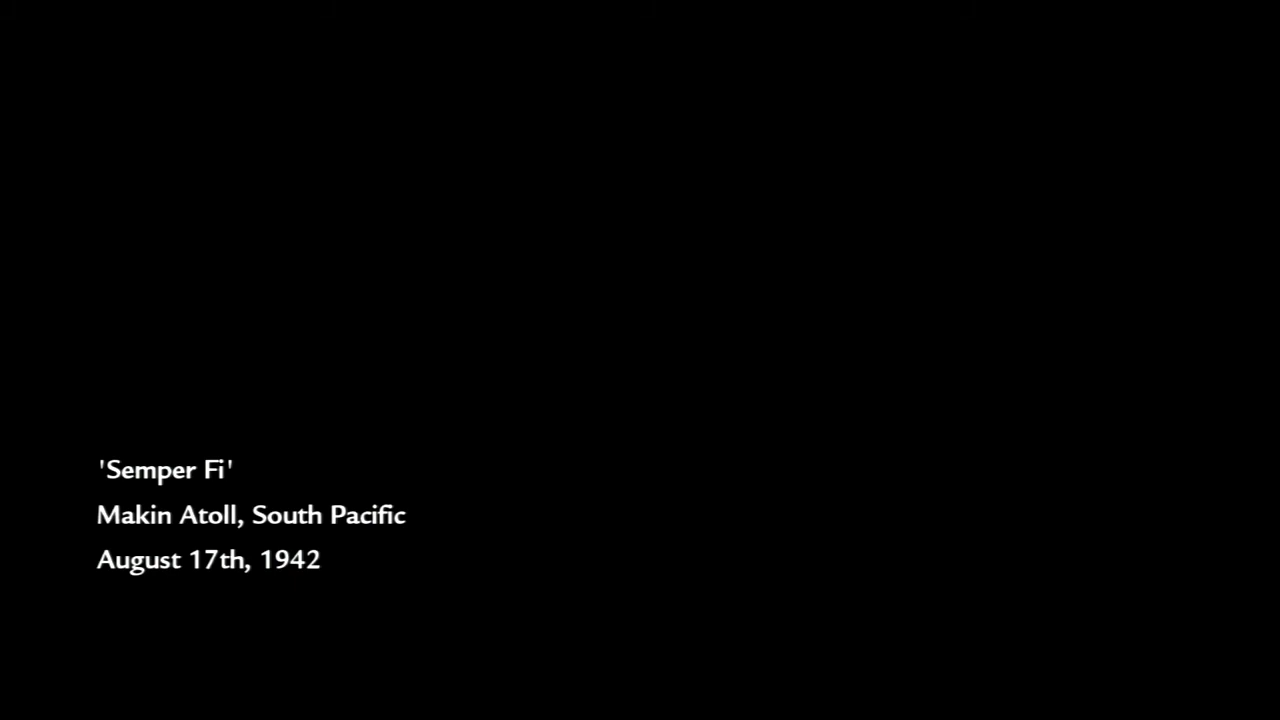 'Semper Fi'
Makin Atoll, South Pacific
August 17th, 1942